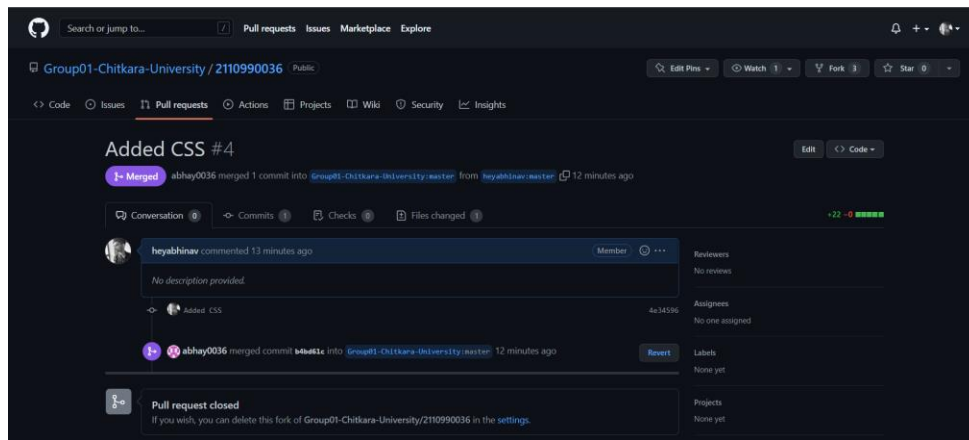 Search or jump to... / Pull requests Issues Marketplace Explore
Group01-Chitkara-University / 2110990036 Public Edit Pins Watch 1 Fork 3 Star 0
Code Issues Pull requests Actions Projects Wiki Security Insights
Added CSS #4 Edit Code
Merged abhay0036 merged 1 commit into Group01-Chitkara-University:master from heyabhinav:master 12 minutes ago
Conversation 0 Commits 1 Checks 0 Files changed 1 +22 −0
heyabhinav commented 13 minutes ago Member ...
Reviewers
No reviews
No description provided.
Added CSS 4e34596
Assignees
No one assigned
abhay0036 merged commit b4bd61c into Group01-Chitkara-University:master 12 minutes ago Revert
Labels
None yet
Pull request closed
If you wish, you can delete this fork of Group01-Chitkara-University/2110990036 in the settings.
Projects
None yet